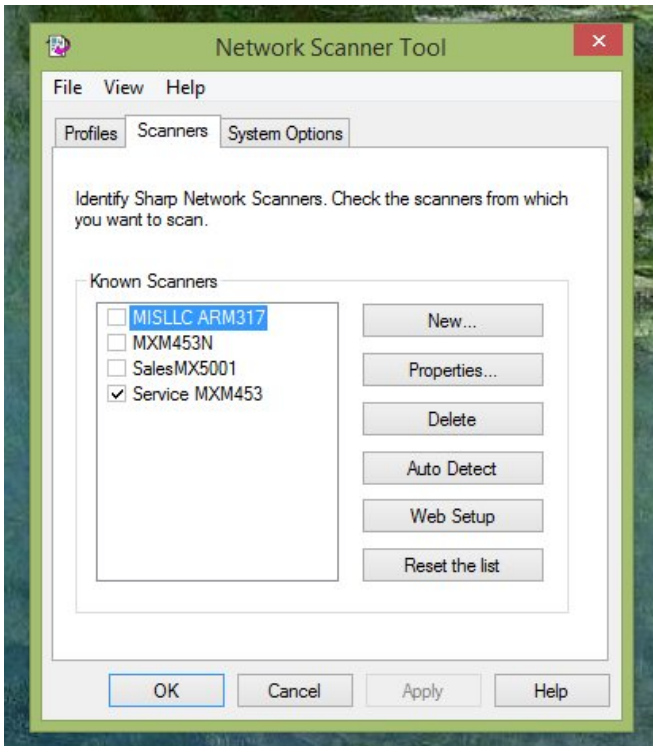 Network Scanner Tool
File View Help
Profiles Scanners System Options
Identify Sharp Network Scanners. Check the scanners from which
you want to scan.
Known Scanners
MISLLC ARM317
MXM453N
SalesMX5001
Service MXM453
New...
Properties...
Delete
Auto Detect
Web Setup
Reset the list
OK Cancel Apply Help